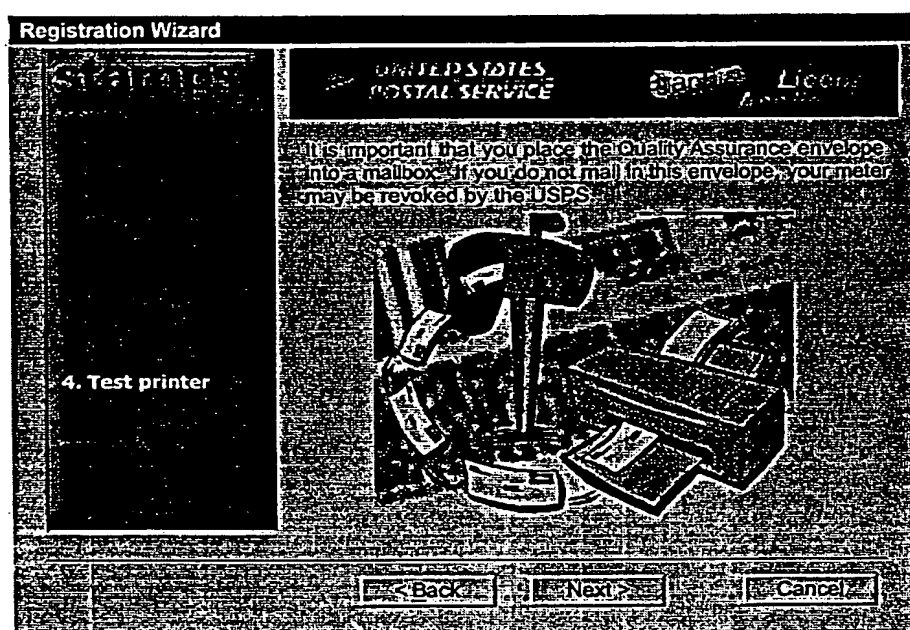 Registration Wizard
stamps
UNITED STATES
POSTAL SERVICE
It is important that you place the Quality Assurance envelope
into a mailbox. If you do not mail in this envelope, your meter
may be revoked by the USPS.
4. Test printer
< Back
Next >
Cancel